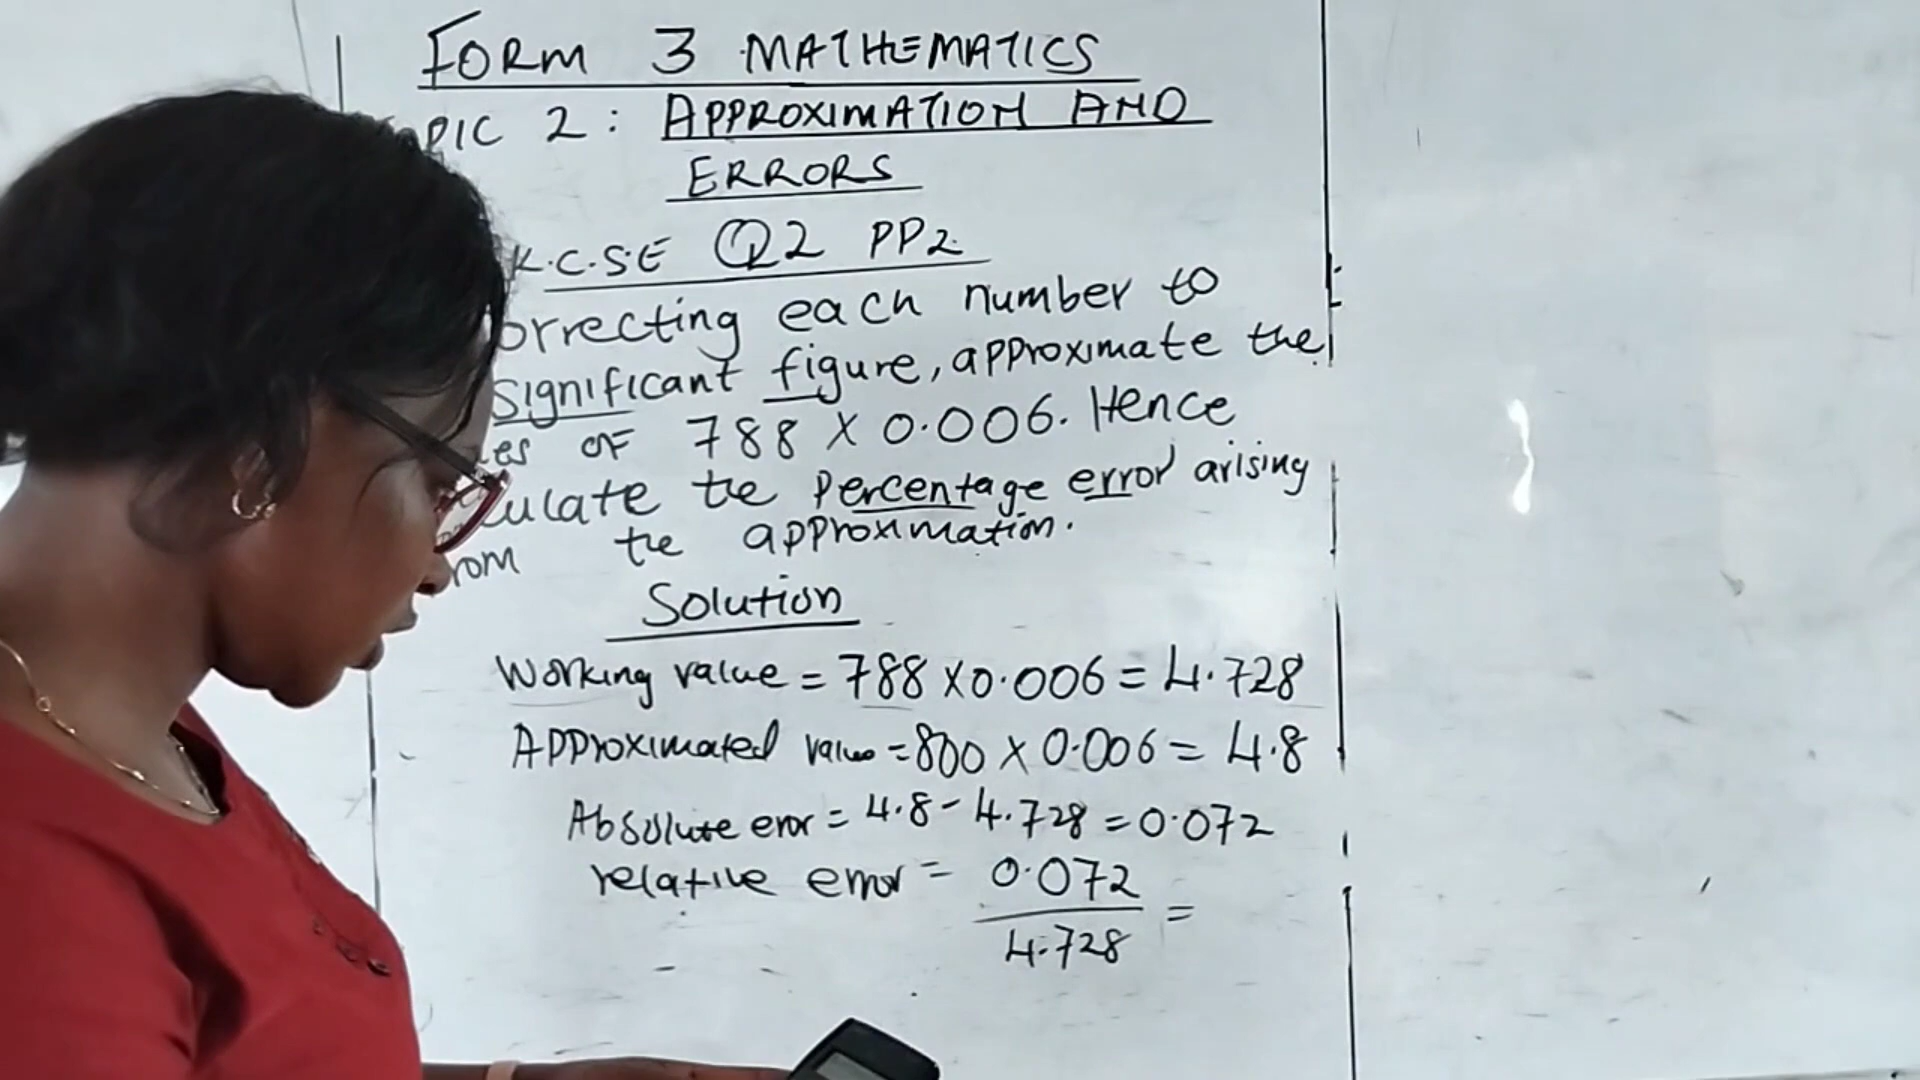 FORM 3 MATHEMATICS
OPIC 2: APPROXIMATION AND
ERRORS
K.C.S.E Q2 PP2.
orrecting each number to
significant figure, approximate the
es of 788 x 0.006. Hence
culate the percentage error arising
rom the approximation.
Solution
Working value = 788 x 0.006 = 4.728
Approximated value = 800 x 0.006 = 4.8
Absolute error = 4.8 - 4.728 = 0.072
relative error = 0.072
=
4.728